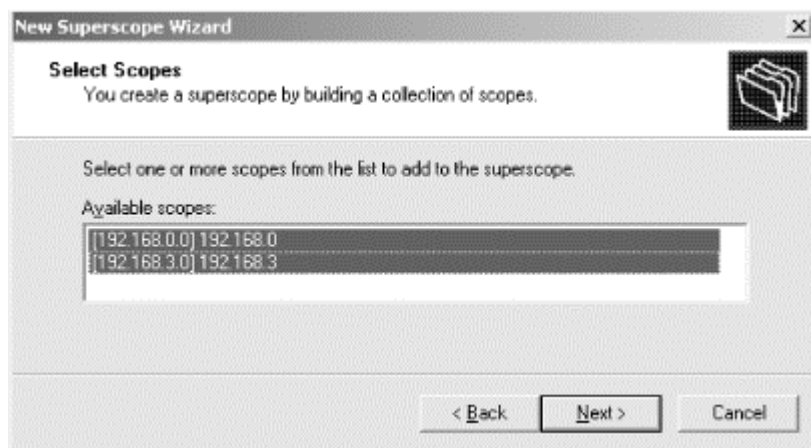 New Superscope Wizard
Select Scopes
You create a superscope by building a collection of scopes.
Select one or more scopes from the list to add to the superscope.
Available scopes:
[192.168.0.0] 192.168.0
[192.168.3.0] 192.168.3
< Back
Next >
Cancel